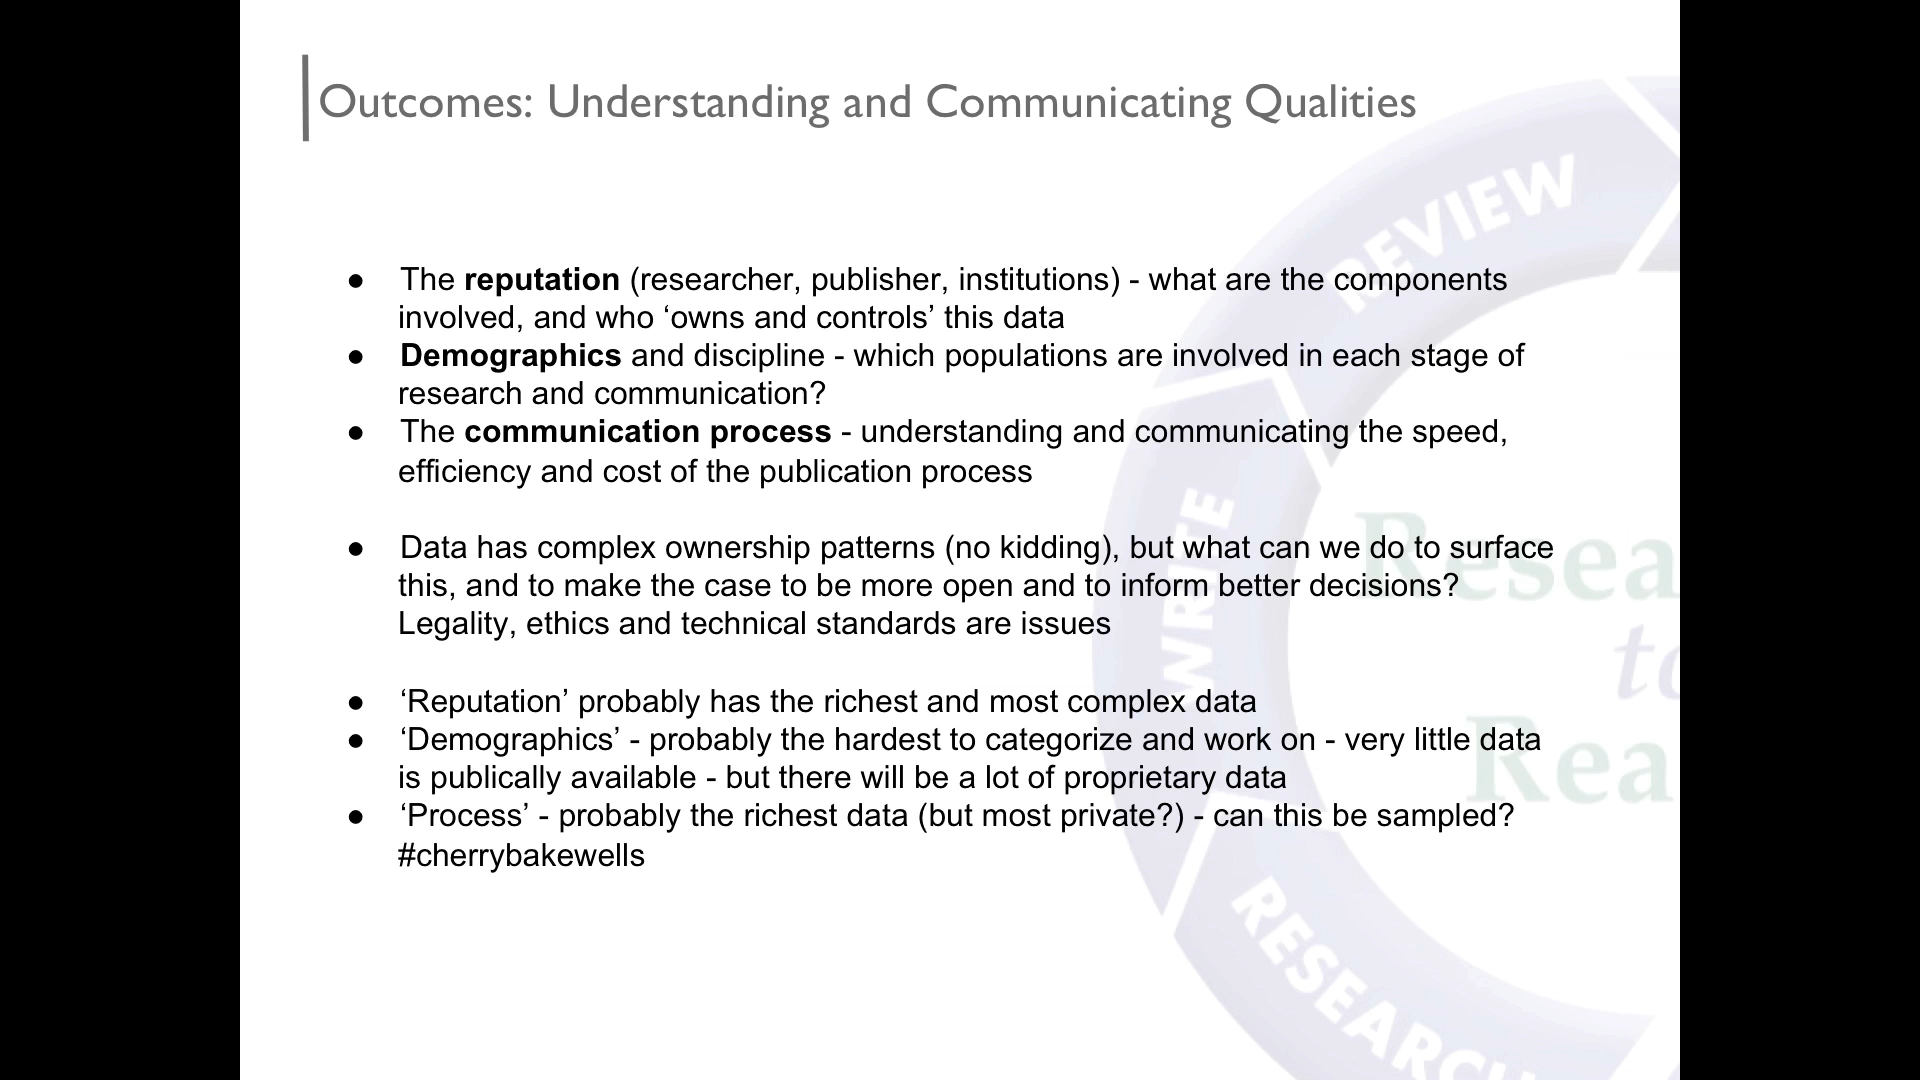 Outcomes: Understanding and Communicating Qualities
● The reputation (researcher, publisher, institutions) - what are the components
involved, and who ‘owns and controls’ this data
● Demographics and discipline - which populations are involved in each stage of
research and communication?
● The communication process - understanding and communicating the speed,
efficiency and cost of the publication process
● Data has complex ownership patterns (no kidding), but what can we do to surface
this, and to make the case to be more open and to inform better decisions?
Legality, ethics and technical standards are issues
● ‘Reputation’ probably has the richest and most complex data
● ‘Demographics’ - probably the hardest to categorize and work on - very little data
is publically available - but there will be a lot of proprietary data
● ‘Process’ - probably the richest data (but most private?) - can this be sampled?
#cherrybakewells
REVIEW
WRITE
RESEARCH
Resea
to
Rea